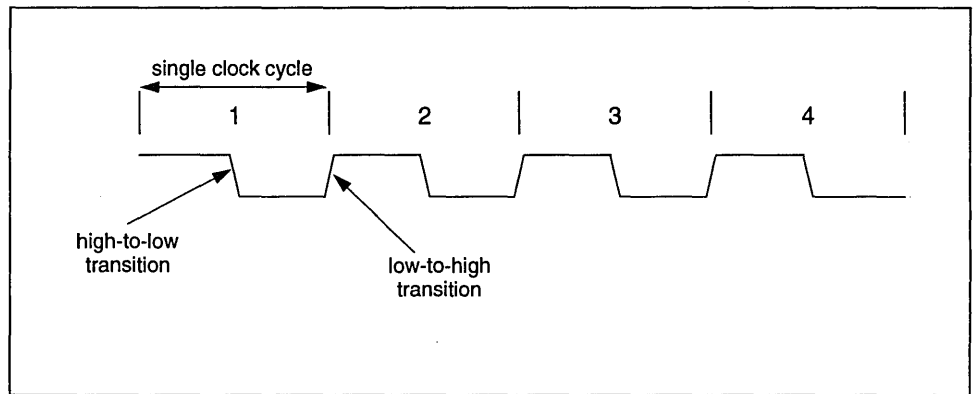 single clock cycle
1 2 3 4
high-to-low
transition
low-to-high
transition